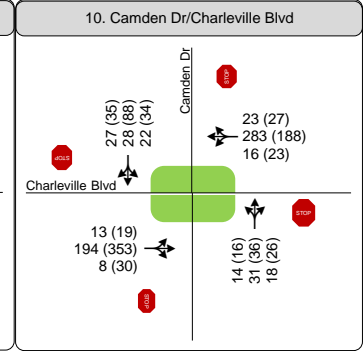 10. Camden Dr/Charleville Blvd
Camden Dr
STOP
27 (35)
28 (88)
22 (34)
23 (27)
283 (188)
16 (23)
STOP
Charleville Blvd
STOP
13 (19)
194 (353)
8 (30)
14 (16)
31 (36)
18 (26)
STOP